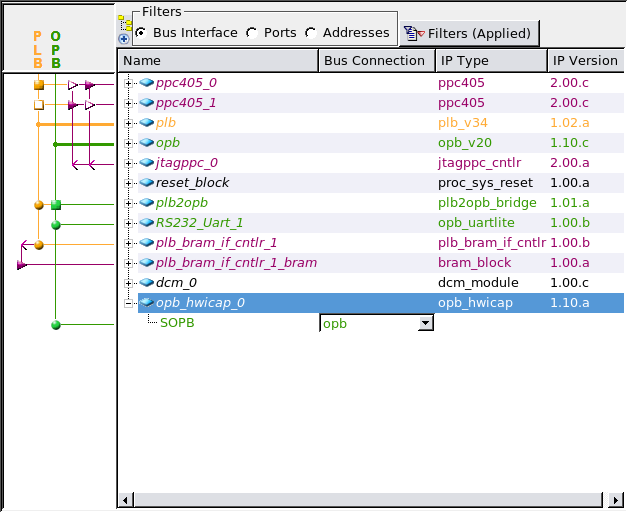 Filters
Bus Interface Ports Addresses Filters (Applied)
P O
L P
B B
Name Bus Connection IP Type IP Version
ppc405_0 ppc405 2.00.c
ppc405_1 ppc405 2.00.c
plb plb_v34 1.02.a
opb opb_v20 1.10.c
jtagppc_0 jtagppc_cntlr 2.00.a
reset_block proc_sys_reset 1.00.a
plb2opb plb2opb_bridge 1.01.a
RS232_Uart_1 opb_uartlite 1.00.b
plb_bram_if_cntlr_1 plb_bram_if_cntlr 1.00.b
plb_bram_if_cntlr_1_bram bram_block 1.00.a
dcm_0 dcm_module 1.00.c
opb_hwicap_0 opb_hwicap 1.10.a
SOPB opb